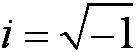 i = √−1